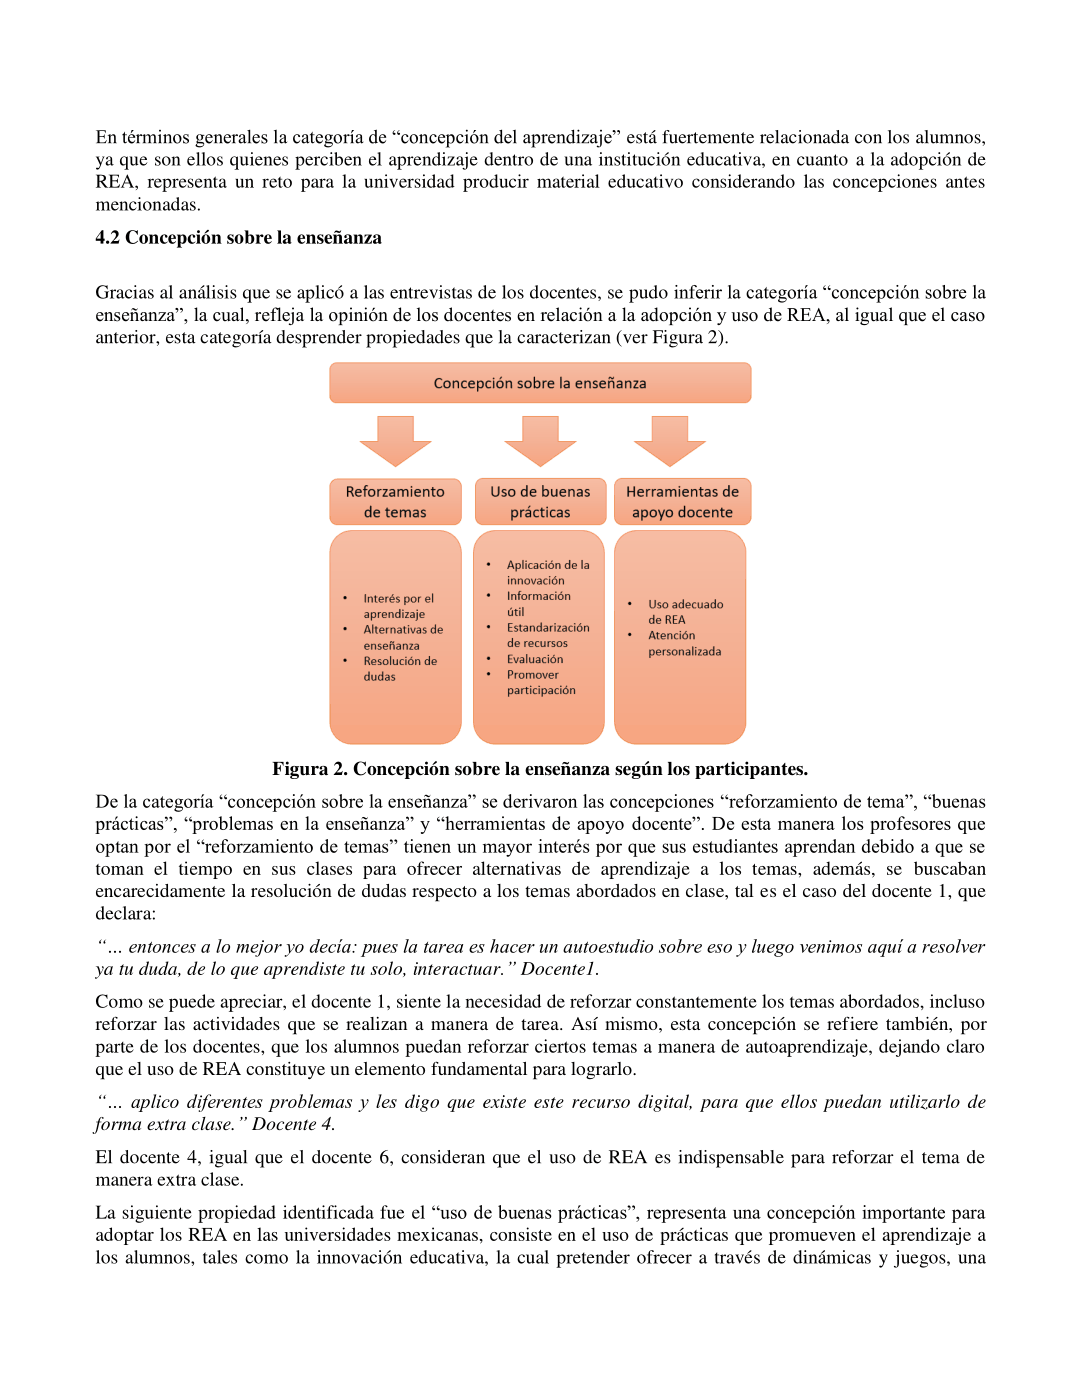 En términos generales la categoría de “concepción del aprendizaje” está fuertemente relacionada con los alumnos,
ya que son ellos quienes perciben el aprendizaje dentro de una institución educativa, en cuanto a la adopción de
REA, representa un reto para la universidad producir material educativo considerando las concepciones antes
mencionadas.
4.2 Concepción sobre la enseñanza
Gracias al análisis que se aplicó a las entrevistas de los docentes, se pudo inferir la categoría “concepción sobre la
enseñanza”, la cual, refleja la opinión de los docentes en relación a la adopción y uso de REA, al igual que el caso
anterior, esta categoría desprender propiedades que la caracterizan (ver Figura 2).
Concepción sobre la enseñanza
Reforzamiento
de temas
• Interés por el
aprendizaje
• Alternativas de
enseñanza
• Resolución de
dudas
Uso de buenas
prácticas
• Aplicación de la
innovación
• Información
útil
• Estandarización
de recursos
• Evaluación
• Promover
participación
Herramientas de
apoyo docente
• Uso adecuado
de REA
• Atención
personalizada
Figura 2. Concepción sobre la enseñanza según los participantes.
De la categoría “concepción sobre la enseñanza” se derivaron las concepciones “reforzamiento de tema”, “buenas
prácticas”, “problemas en la enseñanza” y “herramientas de apoyo docente”. De esta manera los profesores que
optan por el “reforzamiento de temas” tienen un mayor interés por que sus estudiantes aprendan debido a que se
toman el tiempo en sus clases para ofrecer alternativas de aprendizaje a los temas, además, se buscaban
encarecidamente la resolución de dudas respecto a los temas abordados en clase, tal es el caso del docente 1, que
declara:
“… entonces a lo mejor yo decía: pues la tarea es hacer un autoestudio sobre eso y luego venimos aquí a resolver
ya tu duda, de lo que aprendiste tu solo, interactuar.” Docente1.
Como se puede apreciar, el docente 1, siente la necesidad de reforzar constantemente los temas abordados, incluso
reforzar las actividades que se realizan a manera de tarea. Así mismo, esta concepción se refiere también, por
parte de los docentes, que los alumnos puedan reforzar ciertos temas a manera de autoaprendizaje, dejando claro
que el uso de REA constituye un elemento fundamental para lograrlo.
“… aplico diferentes problemas y les digo que existe este recurso digital, para que ellos puedan utilizarlo de
forma extra clase.” Docente 4.
El docente 4, igual que el docente 6, consideran que el uso de REA es indispensable para reforzar el tema de
manera extra clase.
La siguiente propiedad identificada fue el “uso de buenas prácticas”, representa una concepción importante para
adoptar los REA en las universidades mexicanas, consiste en el uso de prácticas que promueven el aprendizaje a
los alumnos, tales como la innovación educativa, la cual pretender ofrecer a través de dinámicas y juegos, una